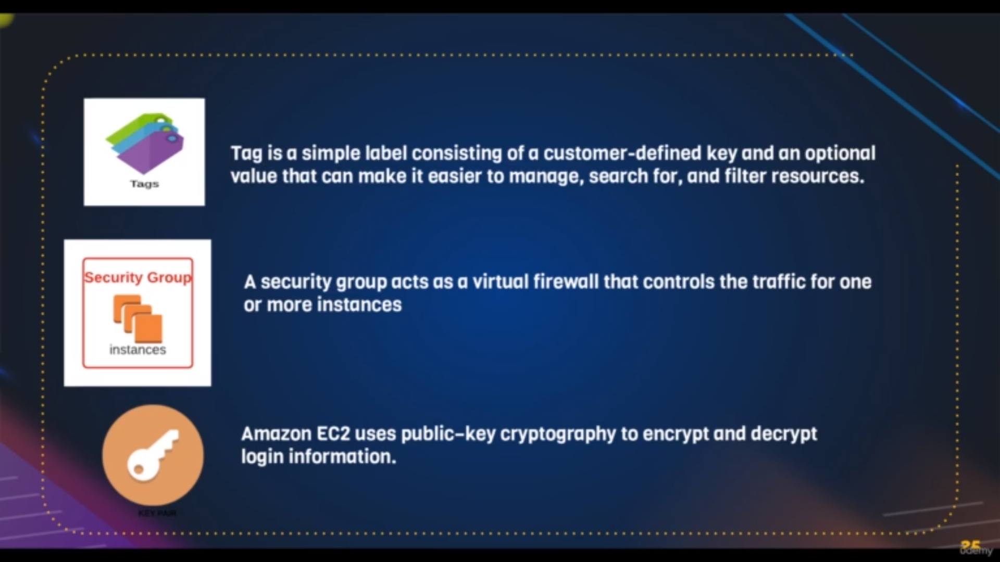 Tags
Tag is a simple label consisting of a customer-defined key and an optional
value that can make it easier to manage, search for, and filter resources.
Security Group
instances
A security group acts as a virtual firewall that controls the traffic for one
or more instances
KEY PAIR
Amazon EC2 uses public-key cryptography to encrypt and decrypt
login information.
25
ûdemy